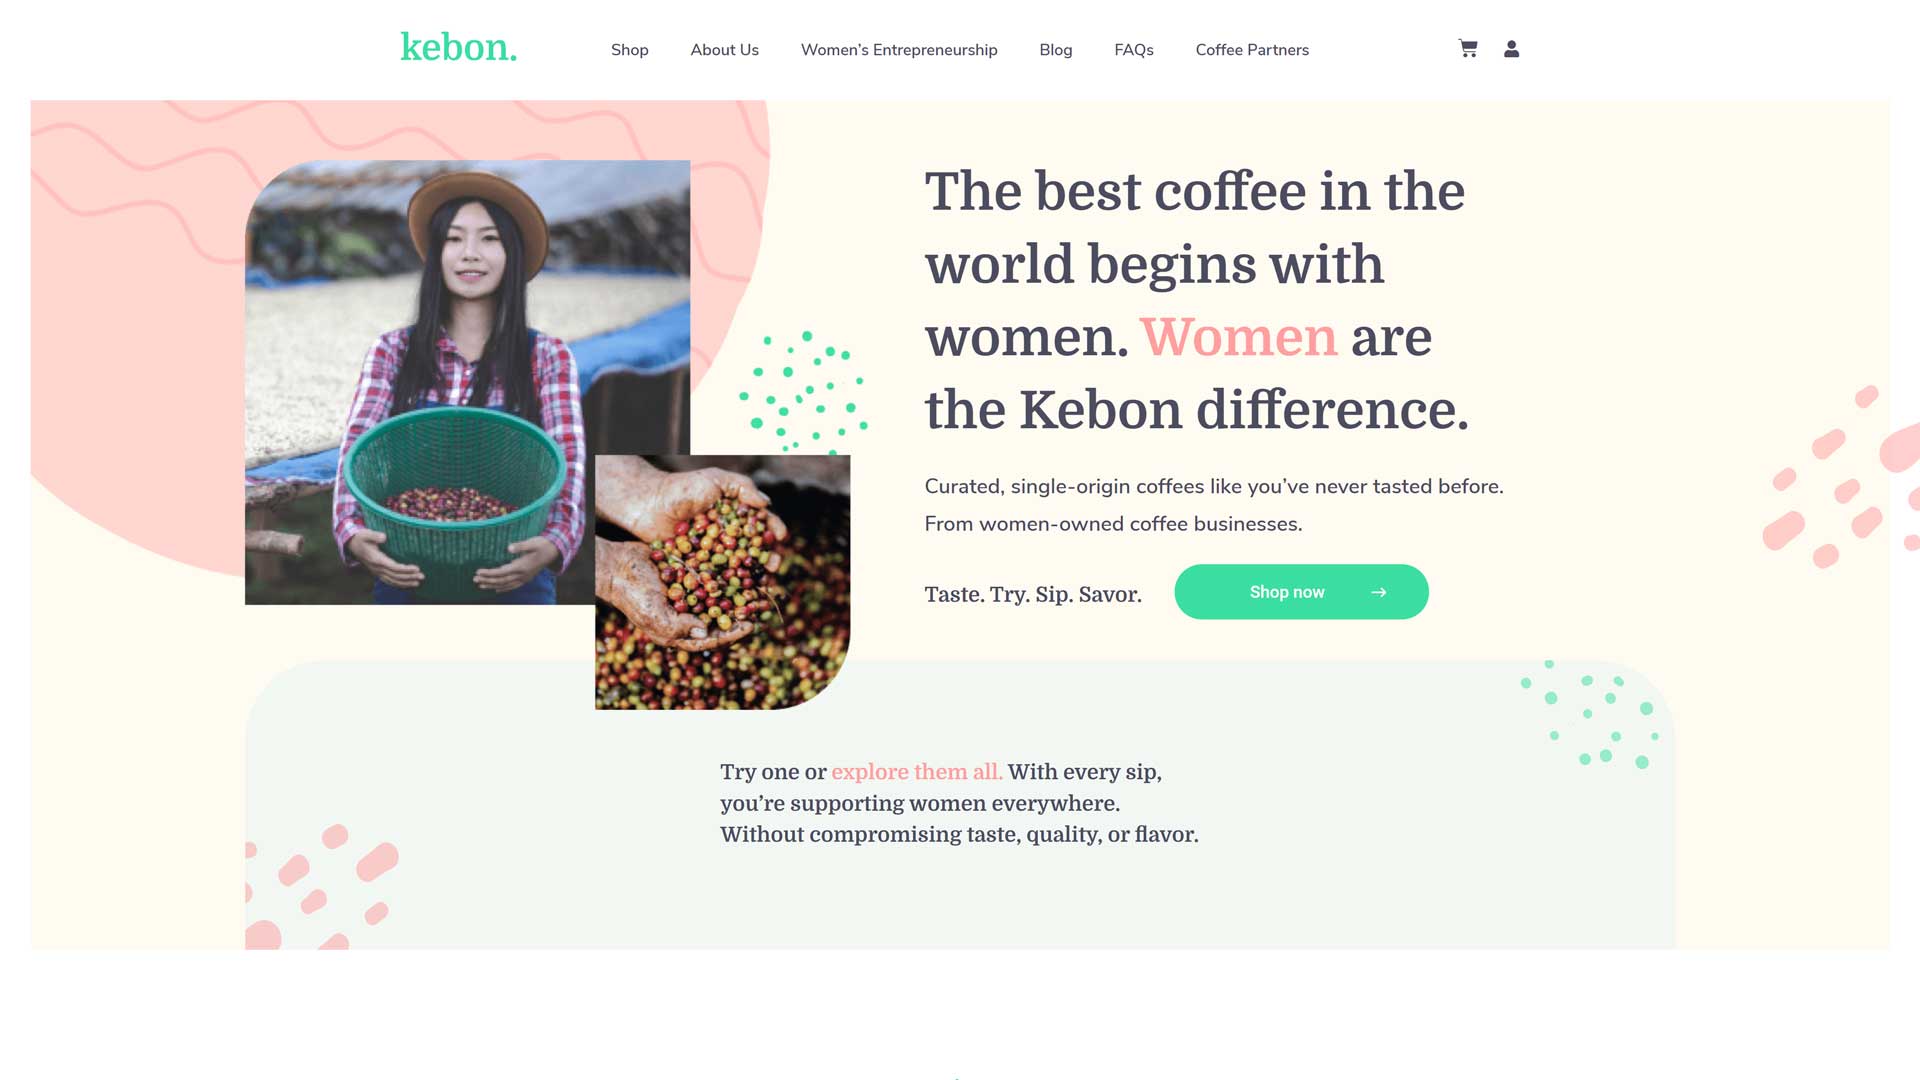 kebon.
Shop
About Us
Women’s Entrepreneurship
Blog
FAQs
Coffee Partners
The best coffee in the
world begins with
women. Women are
the Kebon difference.
Curated, single-origin coffees like you’ve never tasted before.
From women-owned coffee businesses.
Taste. Try. Sip. Savor.
Shop now →
Try one or explore them all. With every sip,
you’re supporting women everywhere.
Without compromising taste, quality, or flavor.